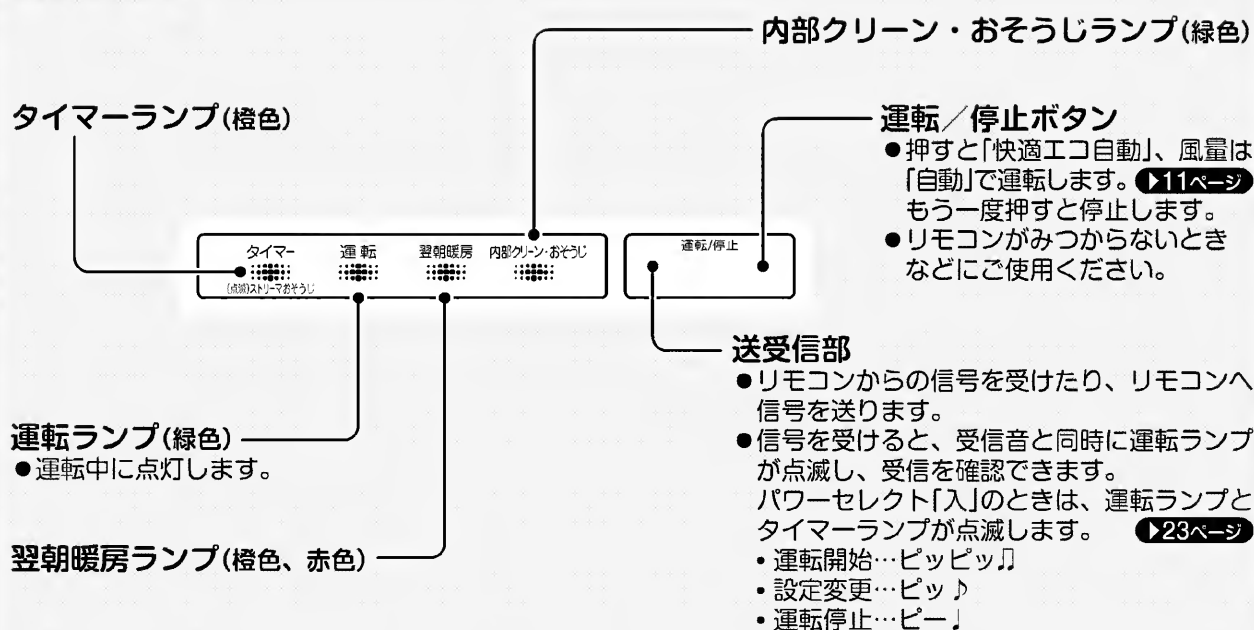 内部クリーン・おそうじランプ(緑色)
タイマーランプ(橙色)
運転／停止ボタン
●押すと「快適エコ自動」、風量は
「自動」で運転します。▶11ページ
もう一度押すと停止します。
●リモコンがみつからないとき
などにご使用ください。
タイマー 運転 翌朝暖房 内部クリーン・おそうじ
(点滅)ストリーマおそうじ
運転/停止
送受信部
●リモコンからの信号を受けたり、リモコンへ
信号を送ります。
●信号を受けると、受信音と同時に運転ランプ
が点滅し、受信を確認できます。
パワーセレクト「入」のときは、運転ランプと
タイマーランプが点滅します。 ▶23ページ
・運転開始…ピッピッ♫
・設定変更…ピッ♪
・運転停止…ピー♩
運転ランプ(緑色)
●運転中に点灯します。
翌朝暖房ランプ(橙色、赤色)